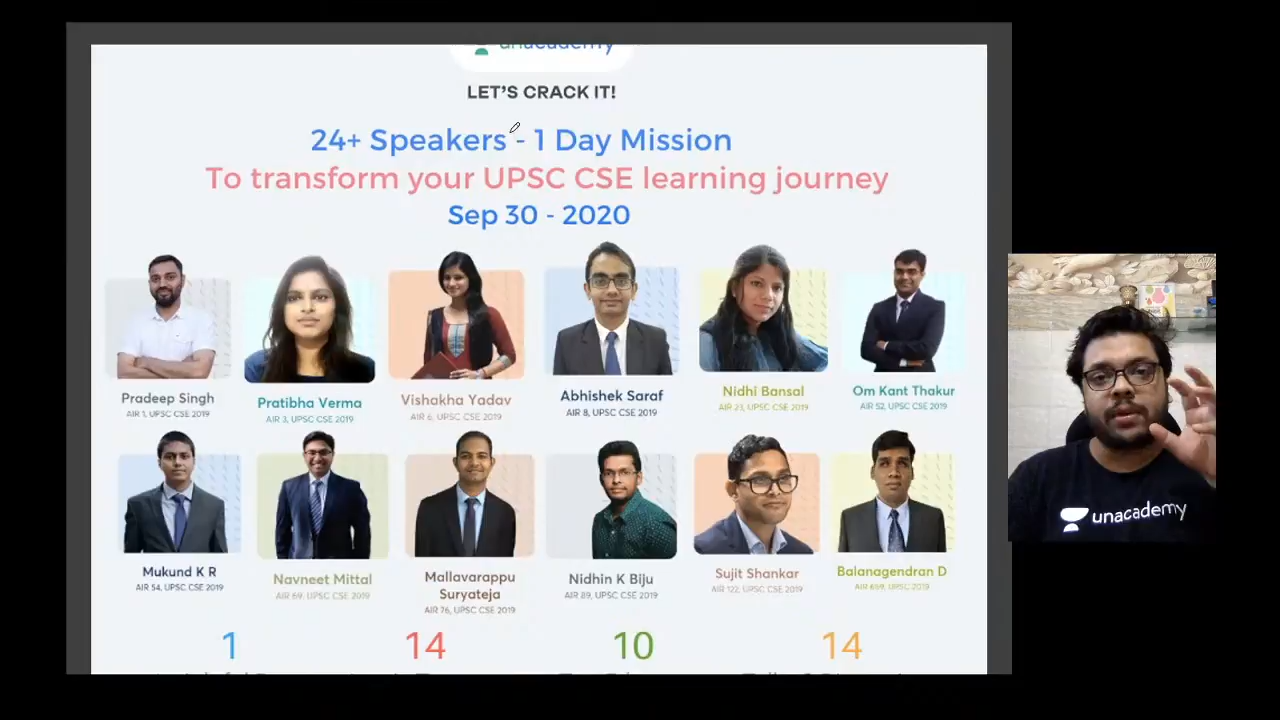 unacademy
LET'S CRACK IT!
24+ Speakers - 1 Day Mission
To transform your UPSC CSE learning journey
Sep 30 - 2020
Pradeep Singh
AIR 1, UPSC CSE 2019
Pratibha Verma
AIR 3, UPSC CSE 2019
Vishakha Yadav
AIR 6, UPSC CSE 2019
Abhishek Saraf
AIR 8, UPSC CSE 2019
Nidhi Bansal
AIR 23, UPSC CSE 2019
Om Kant Thakur
AIR 52, UPSC CSE 2019
Mukund K R
AIR 54, UPSC CSE 2019
Navneet Mittal
AIR 69, UPSC CSE 2019
Mallavarappu
Suryateja
AIR 76, UPSC CSE 2019
Nidhin K Biju
AIR 89, UPSC CSE 2019
Sujit Shankar
AIR 122, UPSC CSE 2019
Balanagendran D
AIR 659, UPSC CSE 2019
1 14 10 14
unacademy